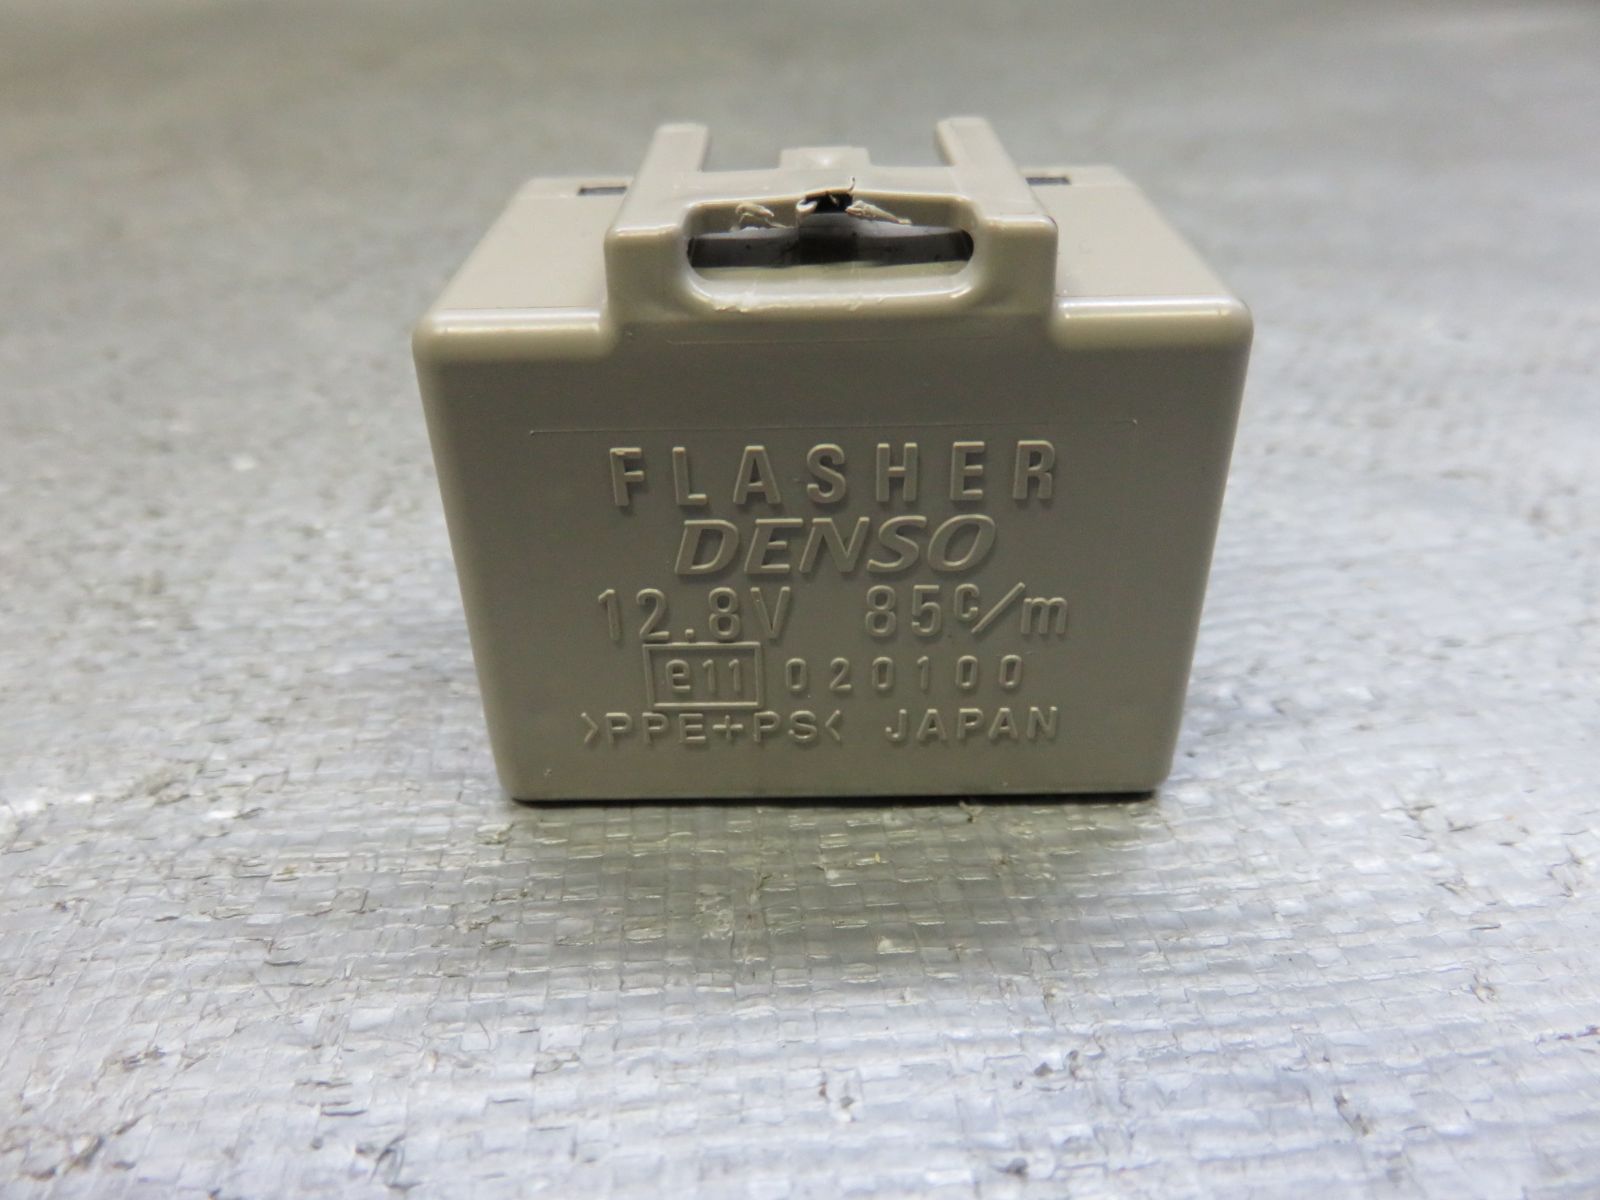 FLASHER
DENSO
12.8V 85c/m
e11 020100
>PPE+PS< JAPAN